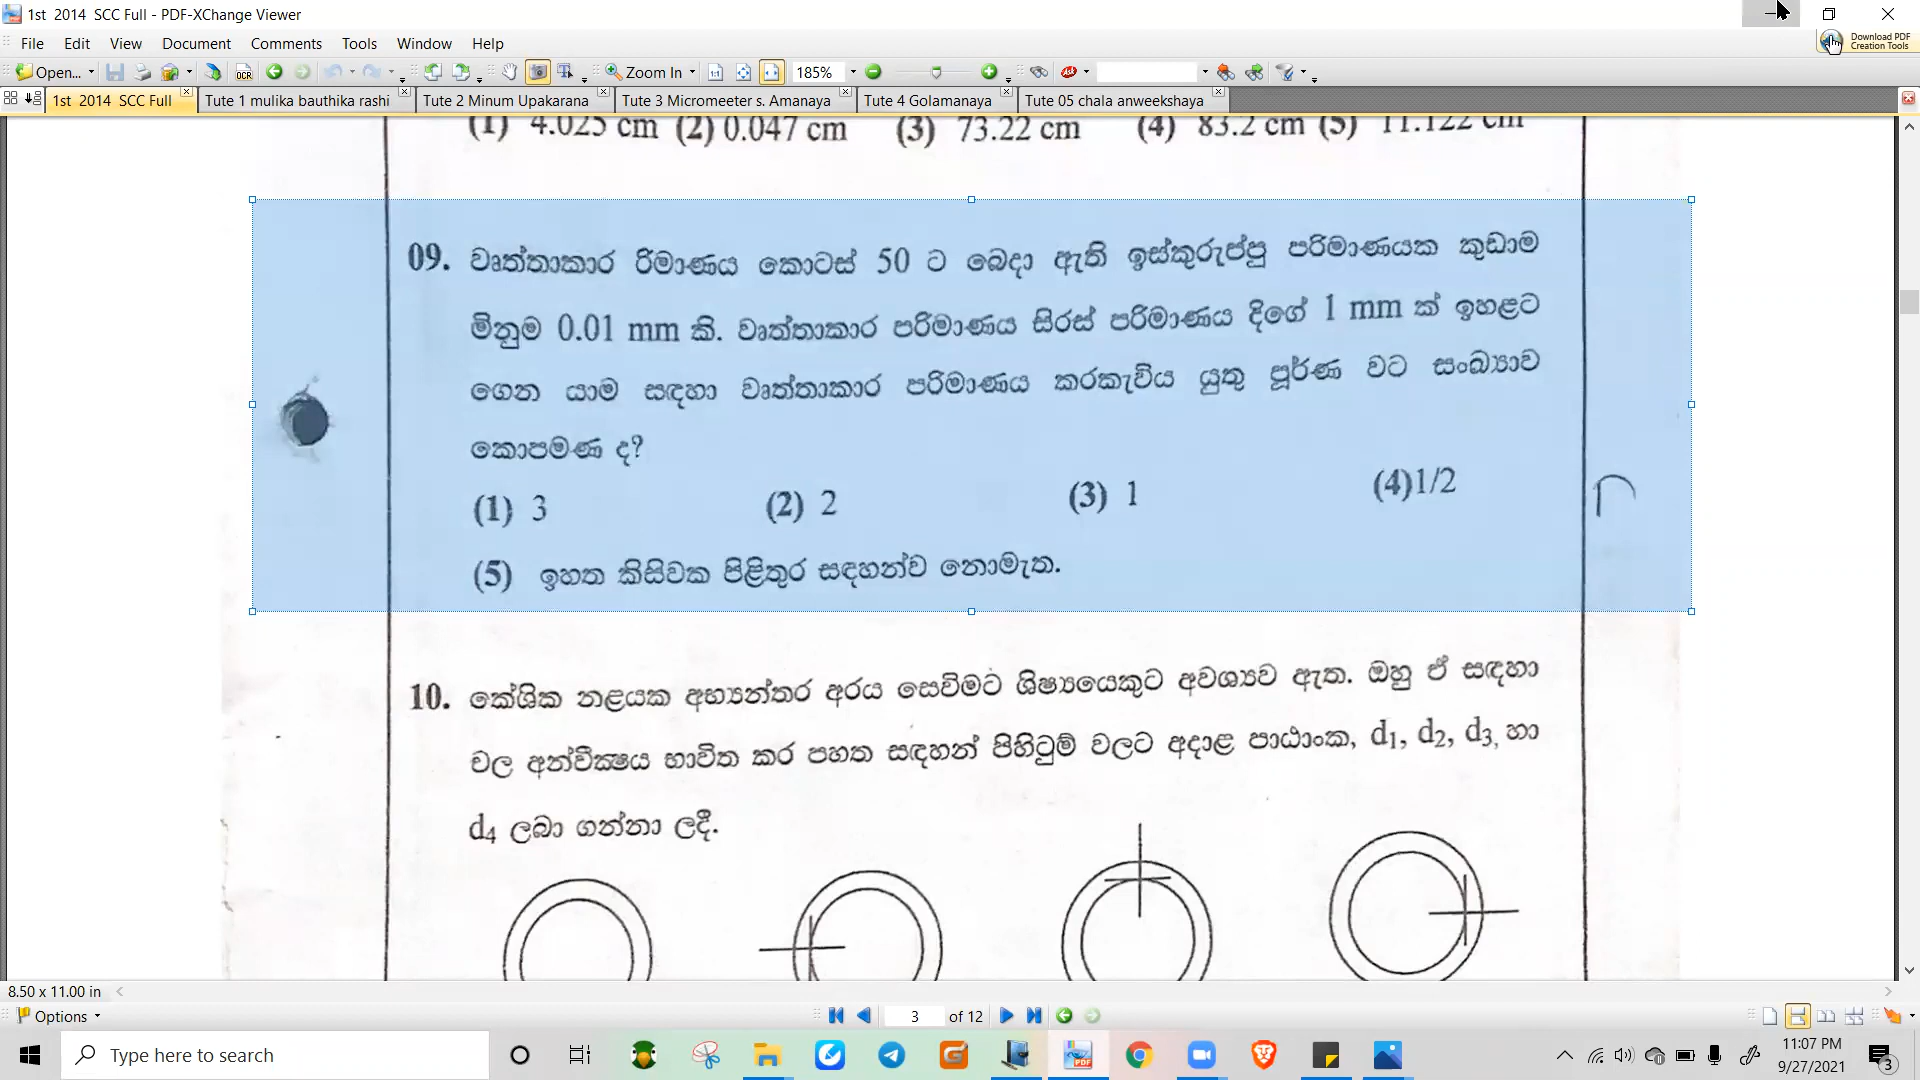 1st 2014 SCC Full - PDF-XChange Viewer
File Edit View Document Comments Tools Window Help
Download PDF
Creation Tools
Open... OCR Zoom In 185%
1st 2014 SCC Full Tute 1 mulika bauthika rashi Tute 2 Minum Upakarana Tute 3 Micromeeter s. Amanaya Tute 4 Golamanaya Tute 05 chala anweekshaya
(1) 4.025 cm (2) 0.047 cm (3) 73.22 cm (4) 83.2 cm (5) 11.122 cm
09. වෘත්තාකාර රිමාණය කොටස් 50 ට බෙදා ඇති ඉස්කුරුප්පු පරිමාණයක කුඩාම
මිනුම 0.01 mm කි. වෘත්තාකාර පරිමාණය සිරස් පරිමාණය දිගේ 1 mm ක් ඉහළට
ගෙන යාම සඳහා වෘත්තාකාර පරිමාණය කරකැවිය යුතු පූර්ණ වට සංඛ්‍යාව
කොපමණ ද?
(1) 3 (2) 2 (3) 1 (4)1/2
(5) ඉහත කිසිවක පිළිතුර සඳහන්ව නොමැත.
10. කේශික නළයක අභ්‍යන්තර අරය සෙවීමට ශිෂ්‍යයෙකුට අවශ්‍යව ඇත. ඔහු ඒ සඳහා
චල අන්වීක්ෂය භාවිත කර පහත සඳහන් පිහිටුම් වලට අදාළ පාඨාංක, d₁, d₂, d₃, හා
d₄ ලබා ගන්නා ලදී.
8.50 x 11.00 in
Options 3 of 12
Type here to search
11:07 PM
9/27/2021
3